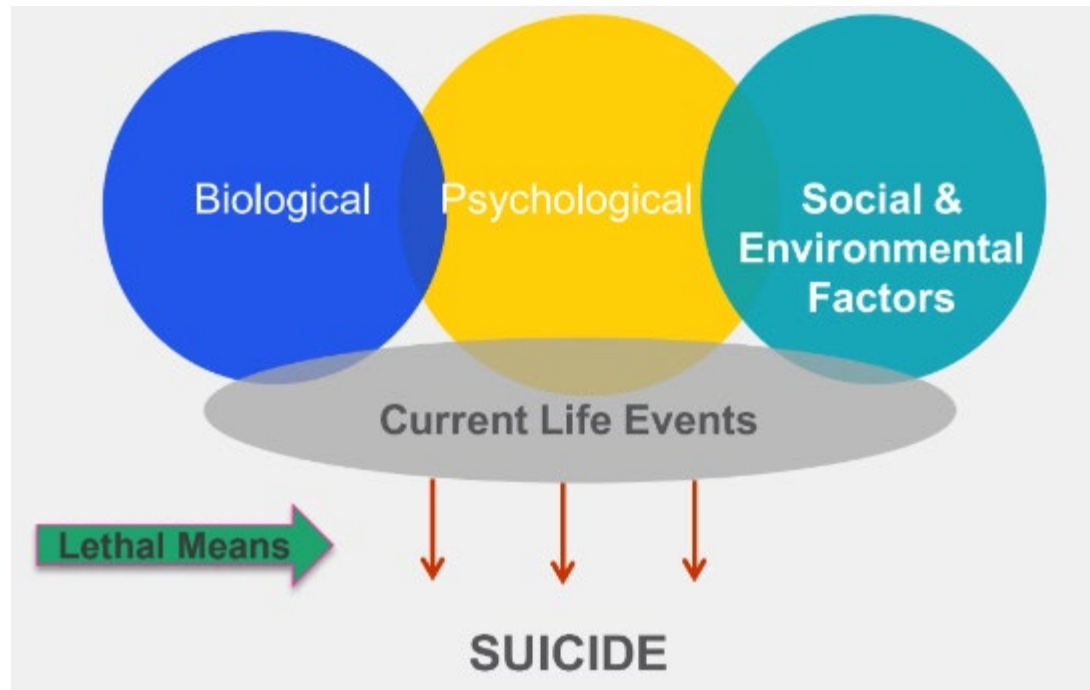 Biological
Psychological
Social &
Environmental
Factors
Current Life Events
Lethal Means
SUICIDE